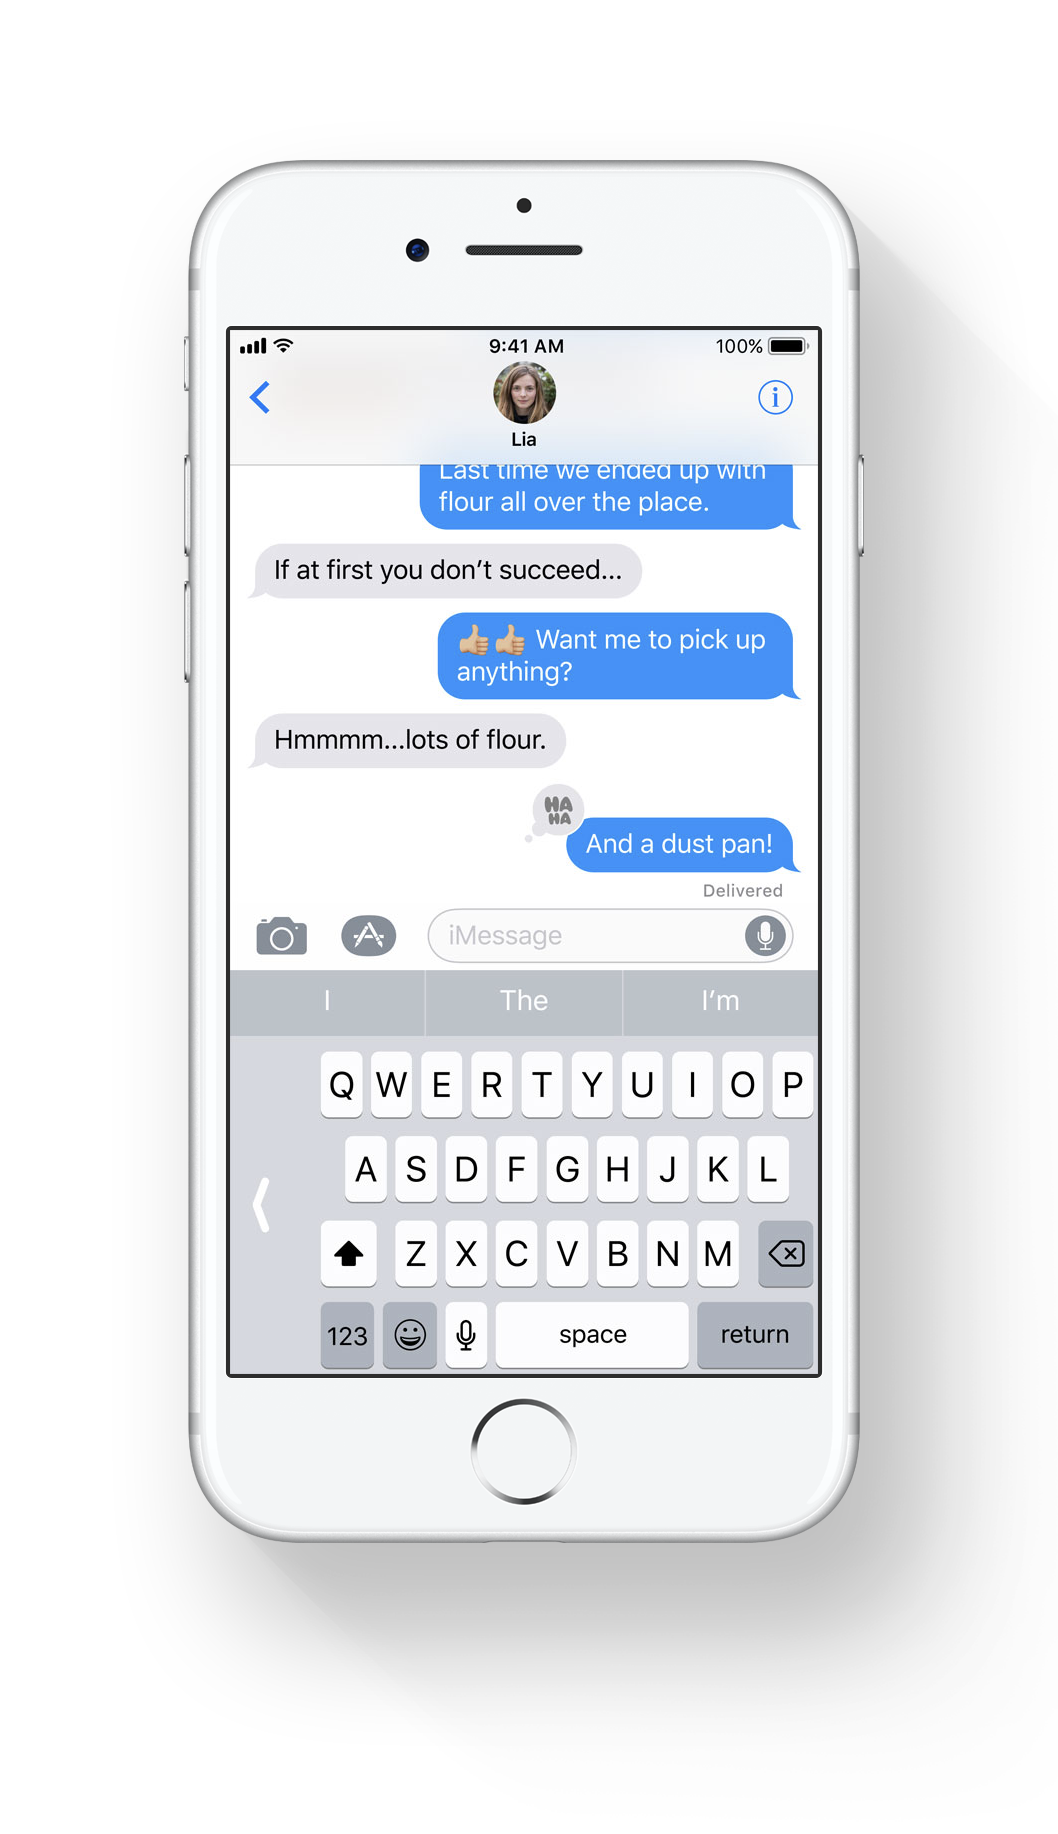 9:41 AM
100%
Lia
Last time we ended up with
flour all over the place.
If at first you don’t succeed...
👍🏼👍🏼 Want me to pick up
anything?
Hmmmm...lots of flour.
HA
HA
And a dust pan!
Delivered
iMessage
I The I’m
Q W E R T Y U I O P
A S D F G H J K L
Z X C V B N M
123 space return